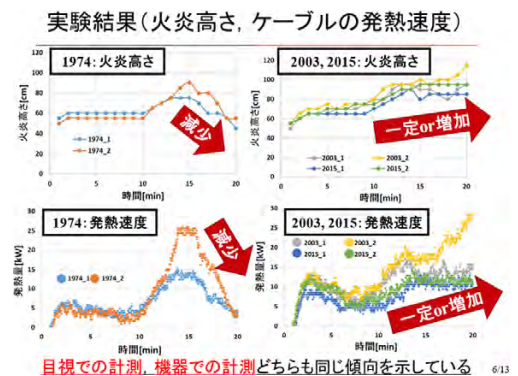 実験結果(火炎高さ, ケーブルの発熱速度)
1974:火炎高さ
火炎高さ[cm]
120
100
80
60
40
20
0
1974_1
1974_2
減少
0 5 10 15 20
時間[min]
2003, 2015:火炎高さ
火炎高さ[cm]
120
100
80
60
40
20
0
2003_1 2003_2
2015_1 2015_2
一定or増加
0 5 10 15 20
時間[min]
1974:発熱速度
発熱量[kW]
30
25
20
15
10
5
0
1974_1 1974_2
減少
0 5 10 15 20
時間[min]
2003, 2015:発熱速度
発熱量[kW]
30
25
20
15
10
5
0
2003_1 2003_2
2015_1 2015_2
一定or増加
0 5 10 15 20
時間[min]
目視での計測, 機器での計測どちらも同じ傾向を示している
6/13